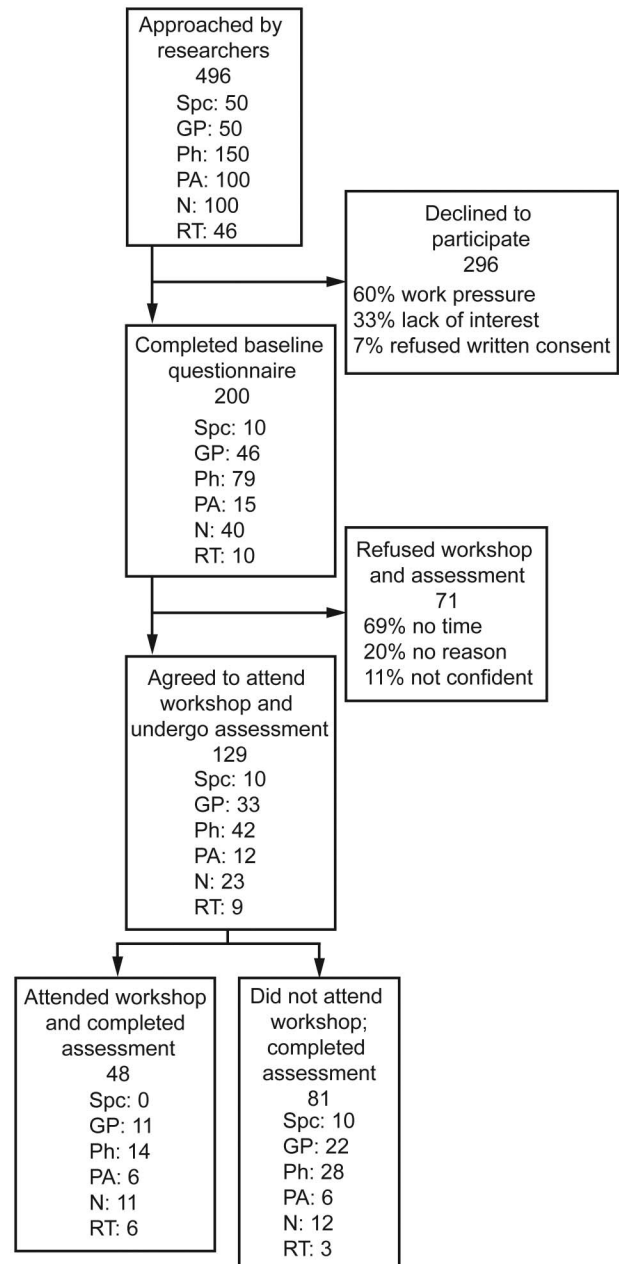 Approached by
researchers
496
Spc: 50
GP: 50
Ph: 150
PA: 100
N: 100
RT: 46
Declined to
participate
296
60% work pressure
33% lack of interest
7% refused written consent
Completed baseline
questionnaire
200
Spc: 10
GP: 46
Ph: 79
PA: 15
N: 40
RT: 10
Refused workshop
and assessment
71
69% no time
20% no reason
11% not confident
Agreed to attend
workshop and
undergo assessment
129
Spc: 10
GP: 33
Ph: 42
PA: 12
N: 23
RT: 9
Attended workshop
and completed
assessment
48
Spc: 0
GP: 11
Ph: 14
PA: 6
N: 11
RT: 6
Did not attend
workshop;
completed
assessment
81
Spc: 10
GP: 22
Ph: 28
PA: 6
N: 12
RT: 3